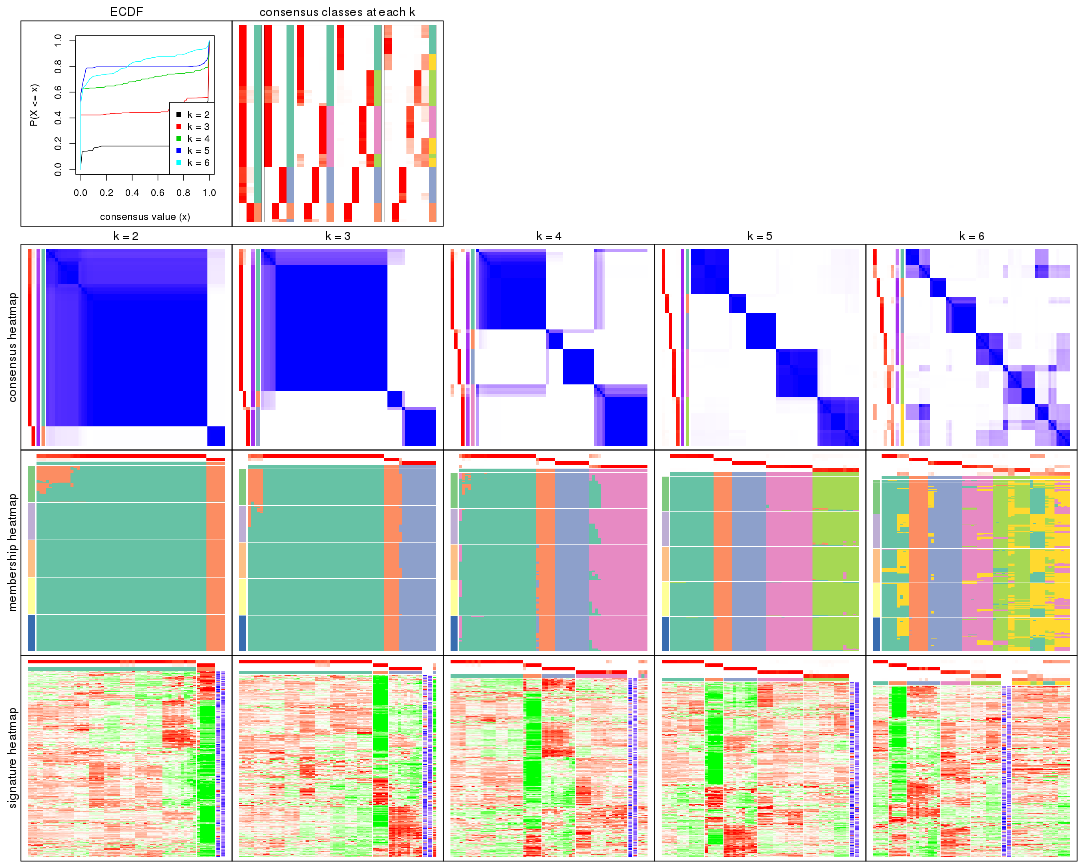 ECDF
consensus classes at each k
P(X <= x)
0.0 0.2 0.4 0.6 0.8 1.0
k = 2
k = 3
k = 4
k = 5
k = 6
0.0 0.2 0.4 0.6 0.8 1.0
consensus value (x)
k = 2 k = 3 k = 4 k = 5 k = 6
consensus heatmap
membership heatmap
signature heatmap